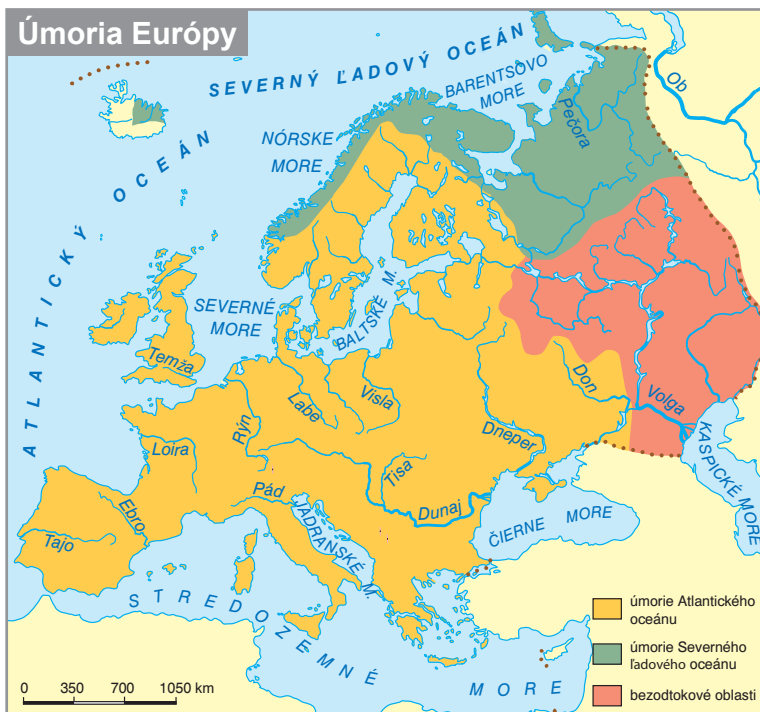 Úmoria Európy
SEVERNÝ ĽADOVÝ OCEÁN
BARENTSOVO
MORE
Ob
Pečora
NÓRSKE
MORE
ATLANTICKÝ OCEÁN
SEVERNÉ
MORE
BALTSKÉ M.
Temža
Labe
Visla
Don
Volga
Rýn
Loira
Dneper
Tisa
KASPICKÉ MORE
Pád
Dunaj
Ebro
Tajo
JADRANSKÉ M.
ČIERNE MORE
STREDOZEMNÉ MORE
úmorie Atlantického
oceánu
úmorie Severného
ľadového oceánu
bezodtokové oblasti
0 350 700 1050 km